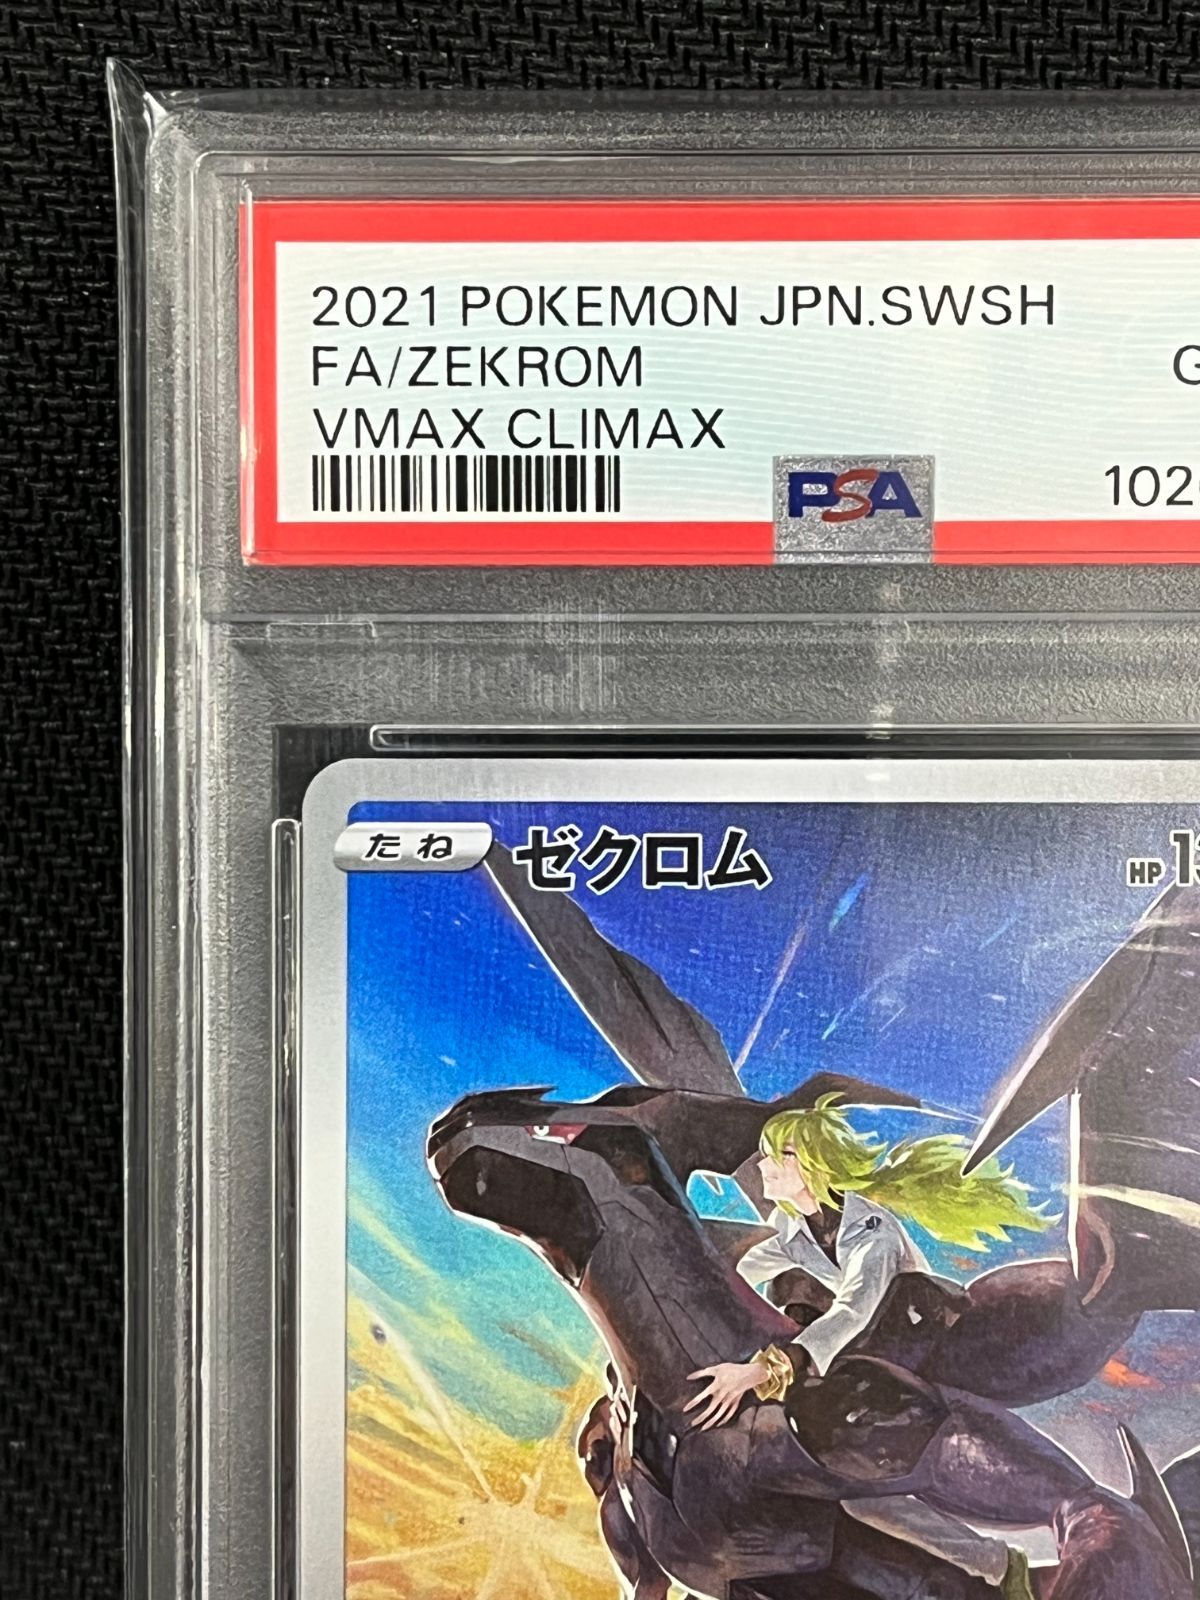 2021 POKEMON JPN.SWSH
FA/ZEKROM
VMAX CLIMAX
PSA
たね ゼクロム HP